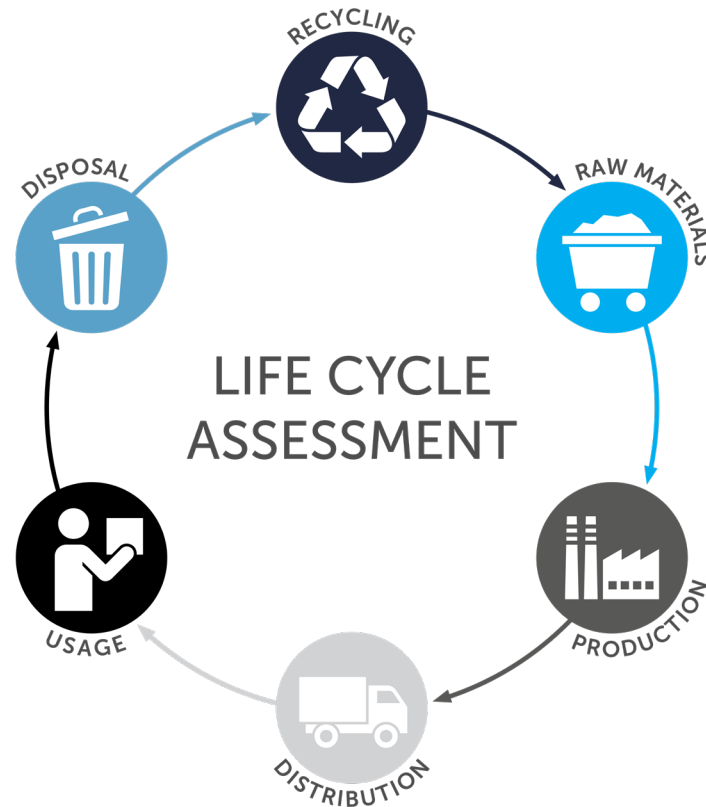 RECYCLING
RAW MATERIALS
DISPOSAL
LIFE CYCLE
ASSESSMENT
USAGE
PRODUCTION
DISTRIBUTION